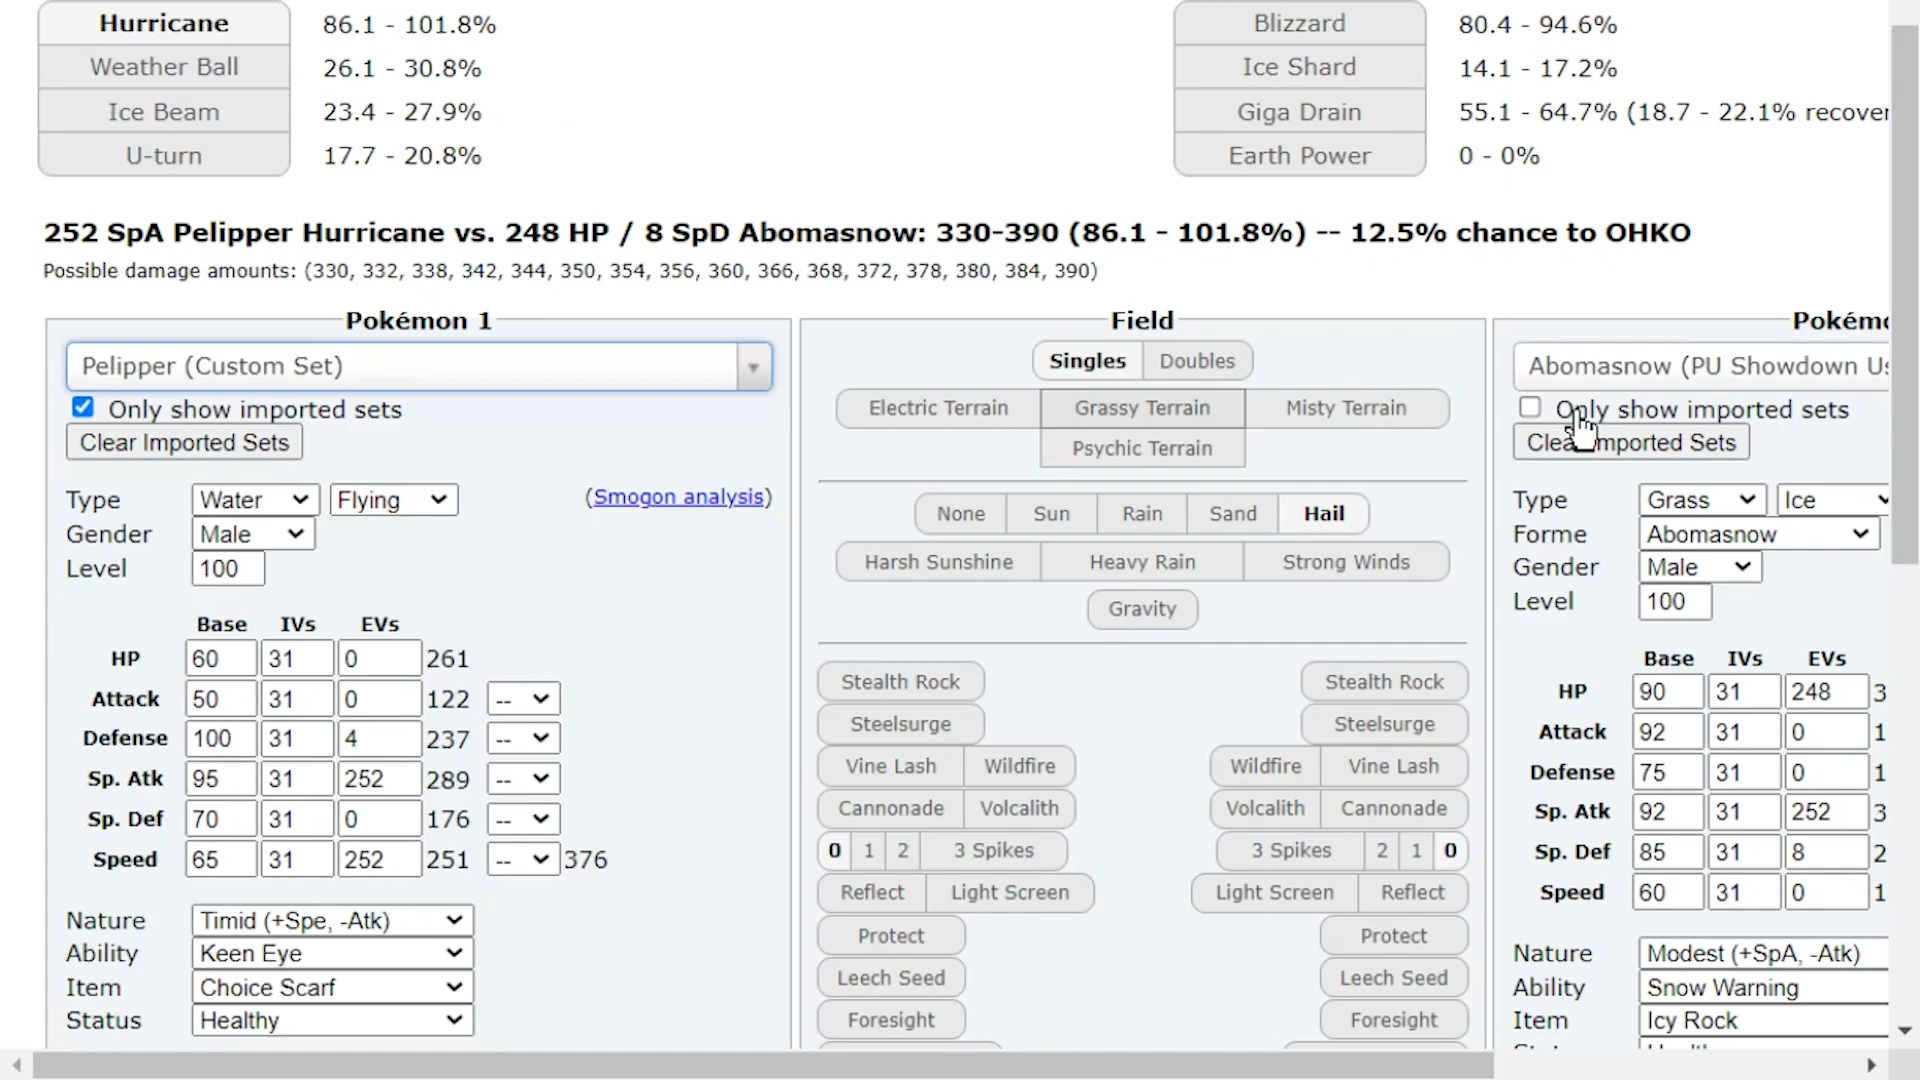 Hurricane 86.1 - 101.8% Blizzard 80.4 - 94.6%
Weather Ball 26.1 - 30.8% Ice Shard 14.1 - 17.2%
Ice Beam 23.4 - 27.9% Giga Drain 55.1 - 64.7% (18.7 - 22.1% recover
U-turn 17.7 - 20.8% Earth Power 0 - 0%
252 SpA Pelipper Hurricane vs. 248 HP / 8 SpD Abomasnow: 330-390 (86.1 - 101.8%) -- 12.5% chance to OHKO
Possible damage amounts: (330, 332, 338, 342, 344, 350, 354, 356, 360, 366, 368, 372, 378, 380, 384, 390)
Pokémon 1
Pelipper (Custom Set)
Only show imported sets
Clear Imported Sets
Type Water Flying (Smogon analysis)
Gender Male
Level 100
Base IVs EVs
HP 60 31 0 261
Attack 50 31 0 122 --
Defense 100 31 4 237 --
Sp. Atk 95 31 252 289 --
Sp. Def 70 31 0 176 --
Speed 65 31 252 251 -- 376
Nature Timid (+Spe, -Atk)
Ability Keen Eye
Item Choice Scarf
Status Healthy
Field
Singles Doubles
Electric Terrain Grassy Terrain Misty Terrain
Psychic Terrain
None Sun Rain Sand Hail
Harsh Sunshine Heavy Rain Strong Winds
Gravity
Stealth Rock Stealth Rock
Steelsurge Steelsurge
Vine Lash Wildfire Wildfire Vine Lash
Cannonade Volcalith Volcalith Cannonade
0 1 2 3 Spikes 3 Spikes 2 1 0
Reflect Light Screen Light Screen Reflect
Protect Protect
Leech Seed Leech Seed
Foresight Foresight
Pokém
Abomasnow (PU Showdown Us
Only show imported sets
Clear Imported Sets
Type Grass Ice
Forme Abomasnow
Gender Male
Level 100
Base IVs EVs
HP 90 31 248 3
Attack 92 31 0 1
Defense 75 31 0 1
Sp. Atk 92 31 252 3
Sp. Def 85 31 8 2
Speed 60 31 0 1
Nature Modest (+SpA, -Atk)
Ability Snow Warning
Item Icy Rock